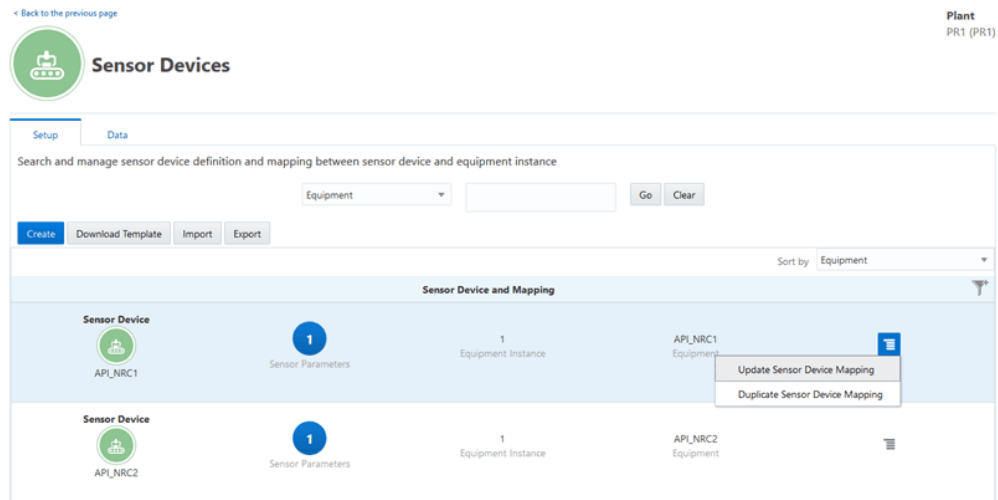 < Back to the previous page
Plant
PR1 (PR1)
Sensor Devices
Setup Data
Search and manage sensor device definition and mapping between sensor device and equipment instance
Equipment Go Clear
Create Download Template Import Export
Sort by Equipment
Sensor Device and Mapping
Sensor Device
1 1 API_NRC1
Sensor Parameters Equipment Instance Equipment
API_NRC1
Update Sensor Device Mapping
Duplicate Sensor Device Mapping
Sensor Device
1 1 API_NRC2
Sensor Parameters Equipment Instance Equipment
API_NRC2